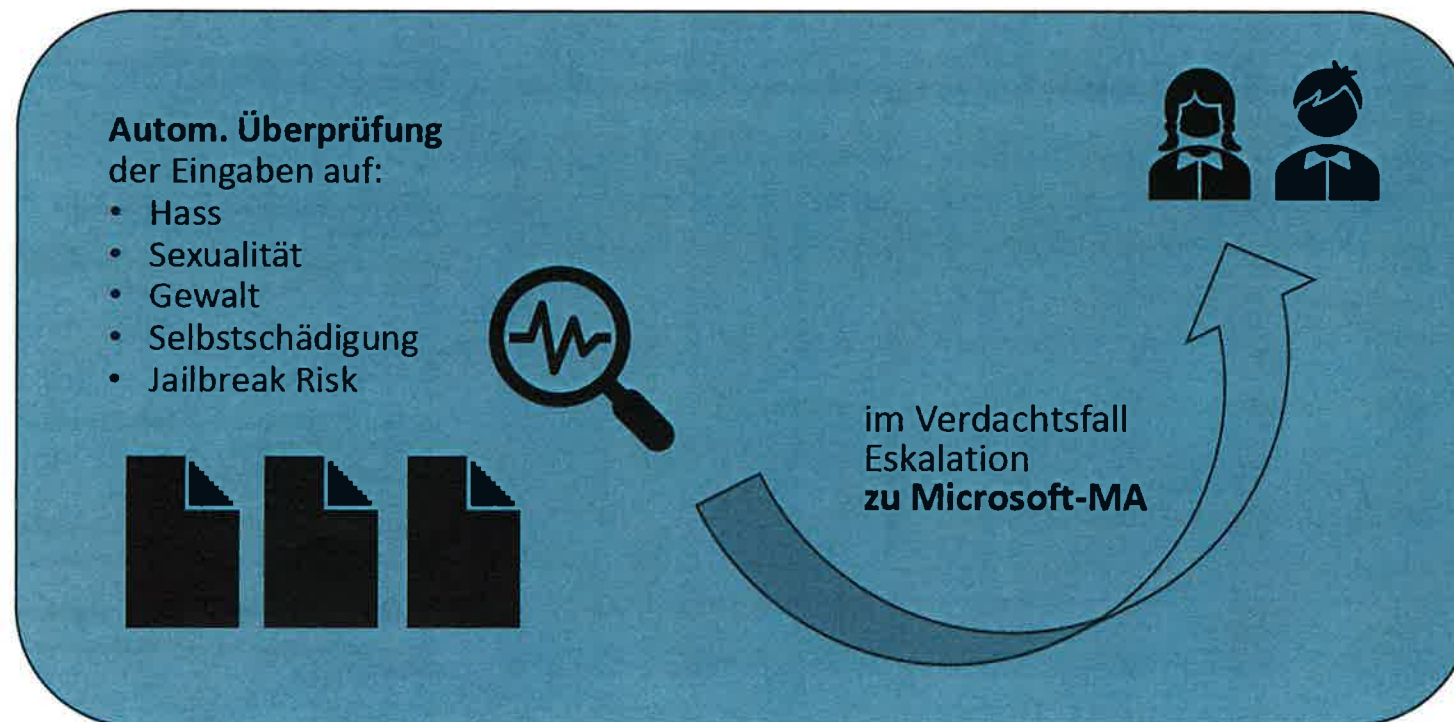 Autom. Überprüfung
der Eingaben auf:
• Hass
• Sexualität
• Gewalt
• Selbstschädigung
• Jailbreak Risk
im Verdachtsfall
Eskalation
zu Microsoft-MA